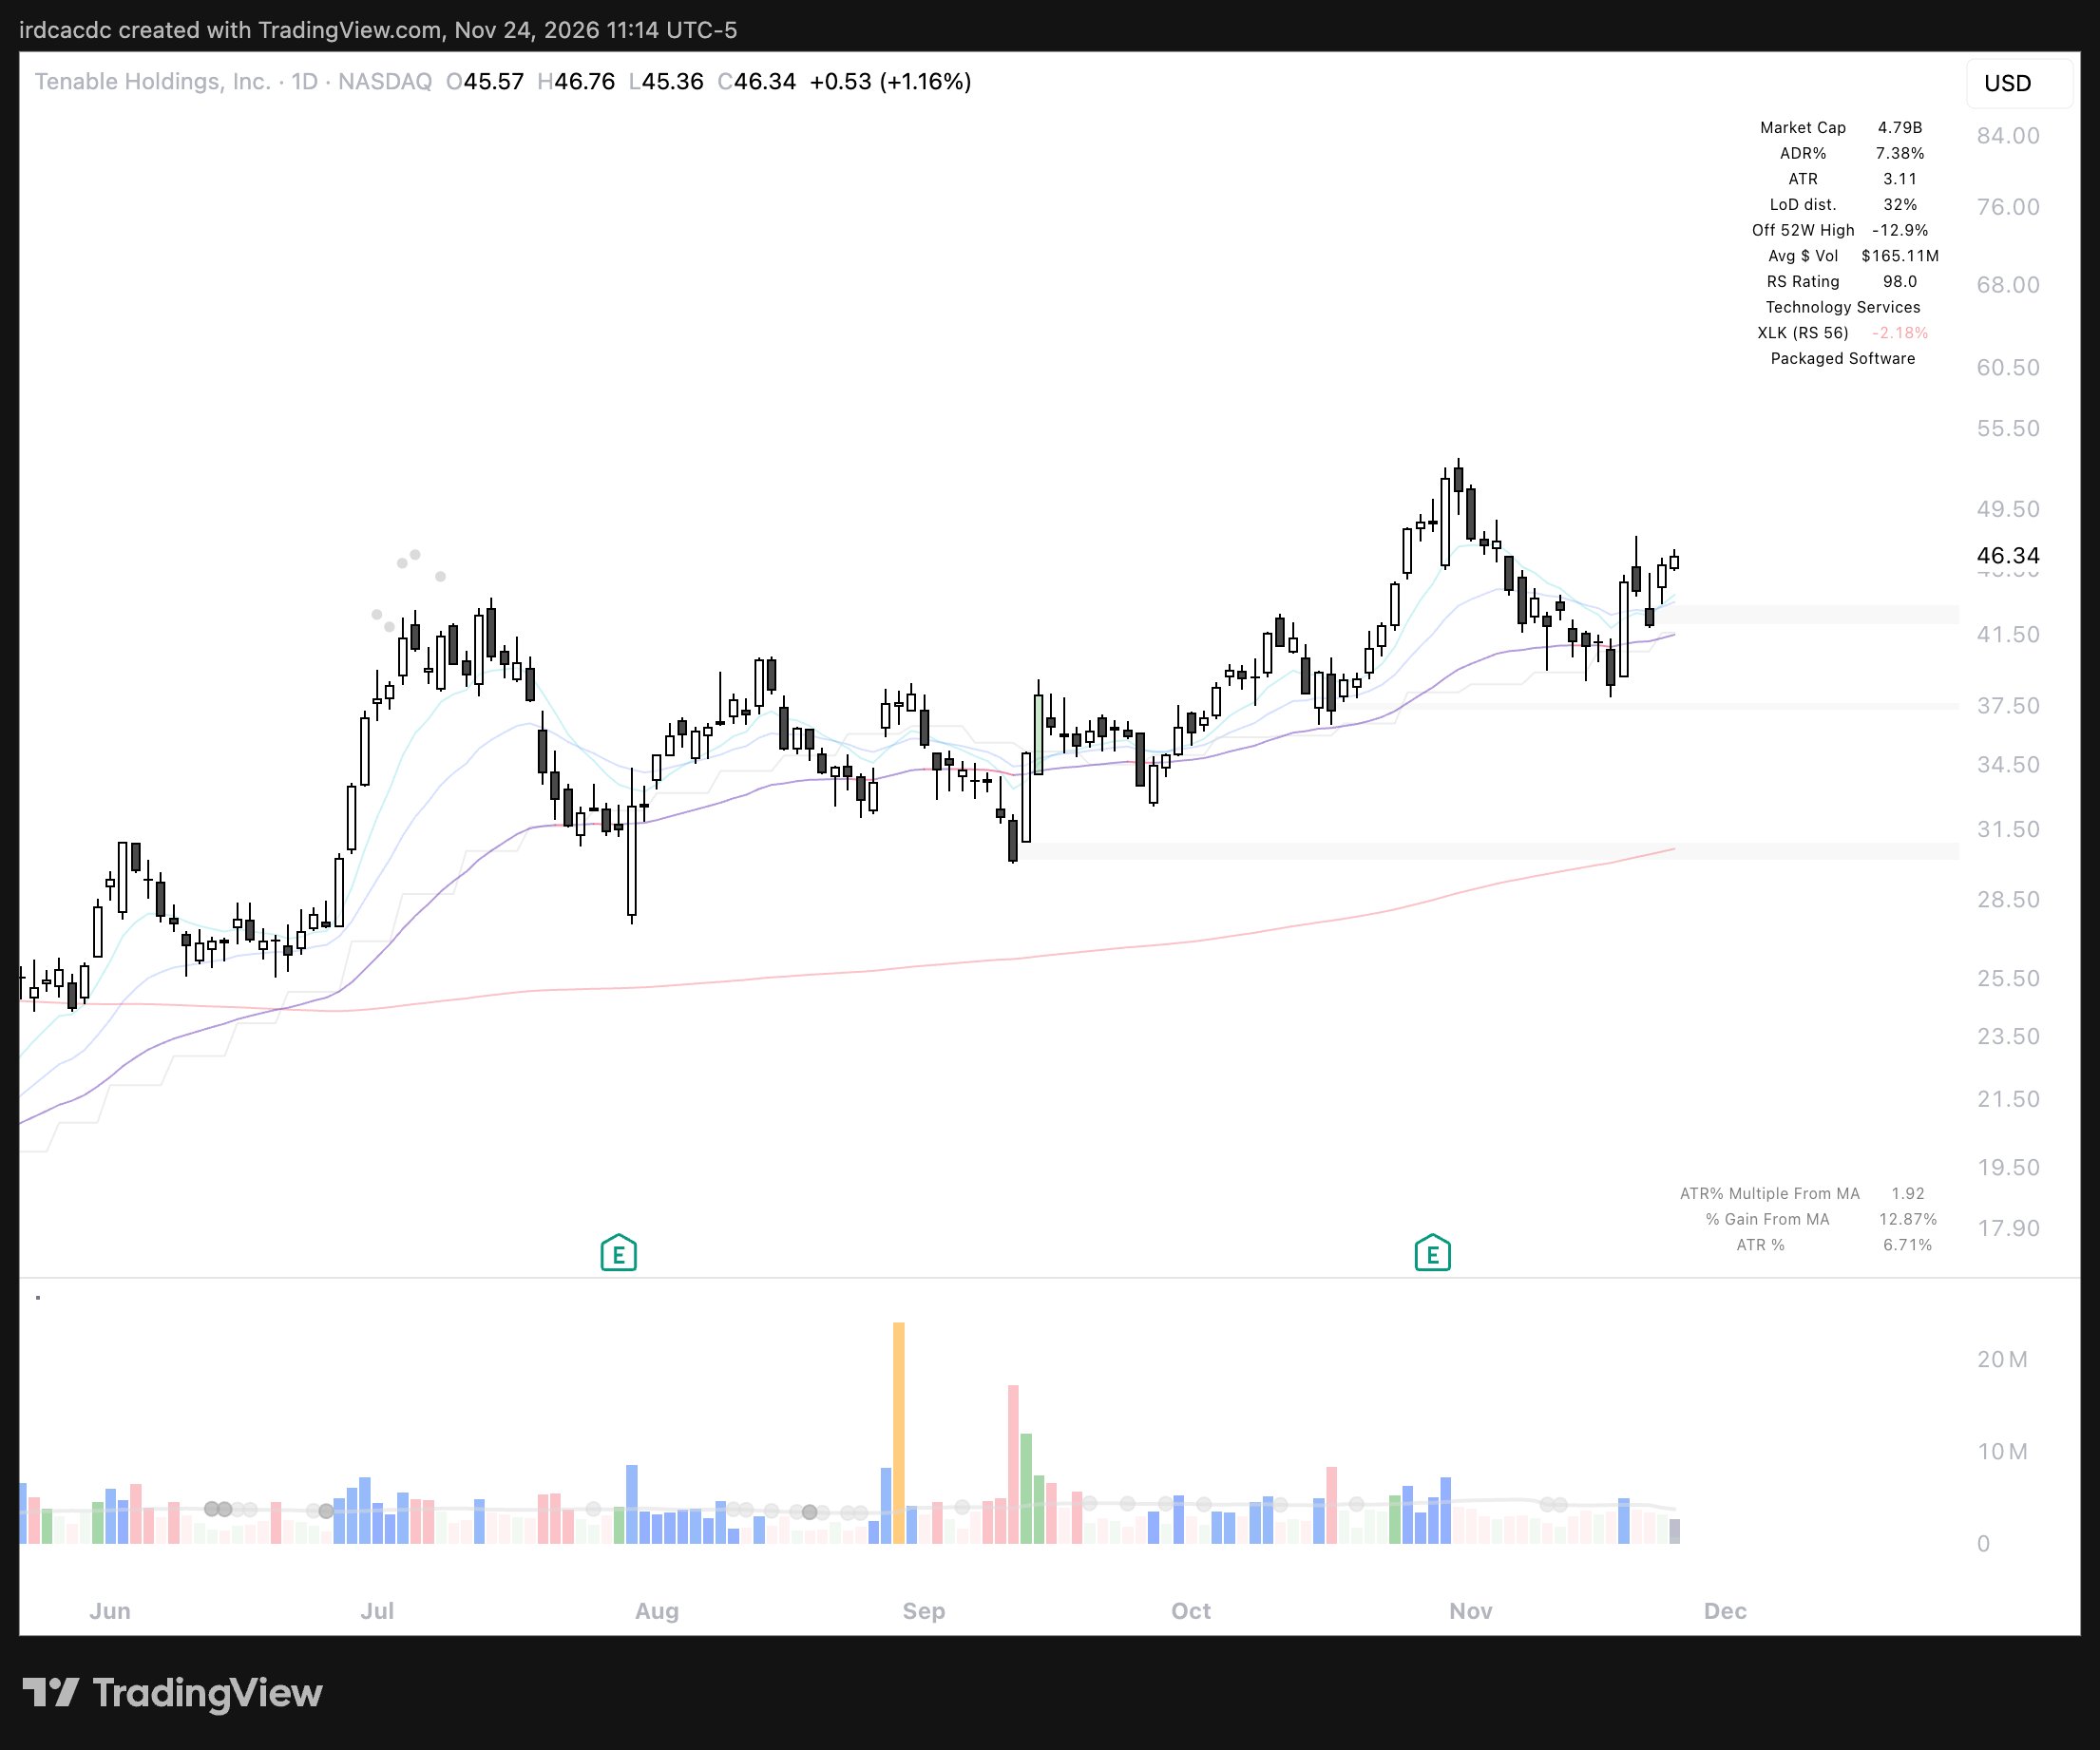 irdcacdc created with TradingView.com, Nov 24, 2026 11:14 UTC-5
Tenable Holdings, Inc. · 1D · NASDAQ O45.57 H46.76 L45.36 C46.34 +0.53 (+1.16%)
USD
Market Cap 4.79B
ADR% 7.38%
ATR 3.11
LoD dist. 32%
Off 52W High -12.9%
Avg $ Vol $165.11M
RS Rating 98.0
Technology Services
XLK (RS 56) -2.18%
Packaged Software
84.00
76.00
68.00
60.50
55.50
49.50
46.34
41.50
37.50
34.50
31.50
28.50
25.50
23.50
21.50
19.50
17.90
ATR% Multiple From MA 1.92
% Gain From MA 12.87%
ATR % 6.71%
E E
20 M
10 M
0
Jun Jul Aug Sep Oct Nov Dec
TradingView